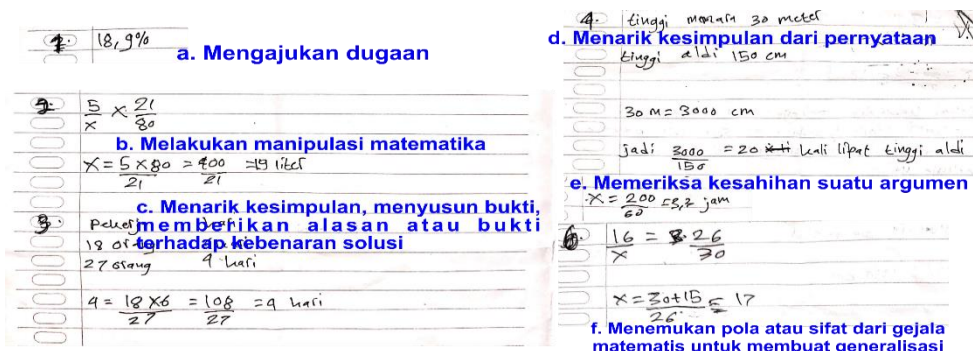 1. 18,9%
a. Mengajukan dugaan
2. 5/x × 21/80
b. Melakukan manipulasi matematika
x = 5 × 80 / 21 = 400 / 21 = 19 liter
c. Menarik kesimpulan, menyusun bukti,
memberikan alasan atau bukti
3. Pekerja
terhadap kebenaran solusi
18
27 orang 4 hari
4 = 18 × 6 / 27 = 108 / 27 = 4 hari
4. tinggi menara 30 meter
d. Menarik kesimpulan dari pernyataan
tinggi aldi 150 cm
30 m = 3000 cm
jadi 3000 / 150 = 20 kali lipat tinggi aldi
e. Memeriksa kesahihan suatu argumen
x = 200 / 60 = 3,2 jam
6. 16 / x = 26 / 30
x = 30+15 / 26 = 17
f. Menemukan pola atau sifat dari gejala
matematis untuk membuat generalisasi